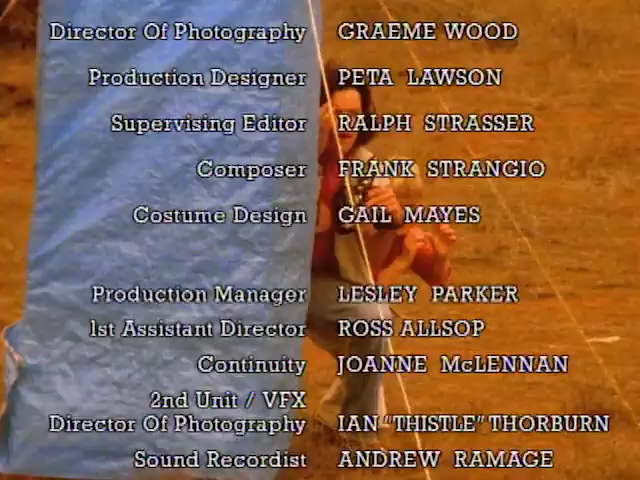 Director Of Photography GRAEME WOOD
Production Designer PETA LAWSON
Supervising Editor RALPH STRASSER
Composer FRANK STRANGIO
Costume Design GAIL MAYES
Production Manager LESLEY PARKER
1st Assistant Director ROSS ALLSOP
Continuity JOANNE McLENNAN
2nd Unit / VFX
Director Of Photography IAN "THISTLE" THORBURN
Sound Recordist ANDREW RAMAGE